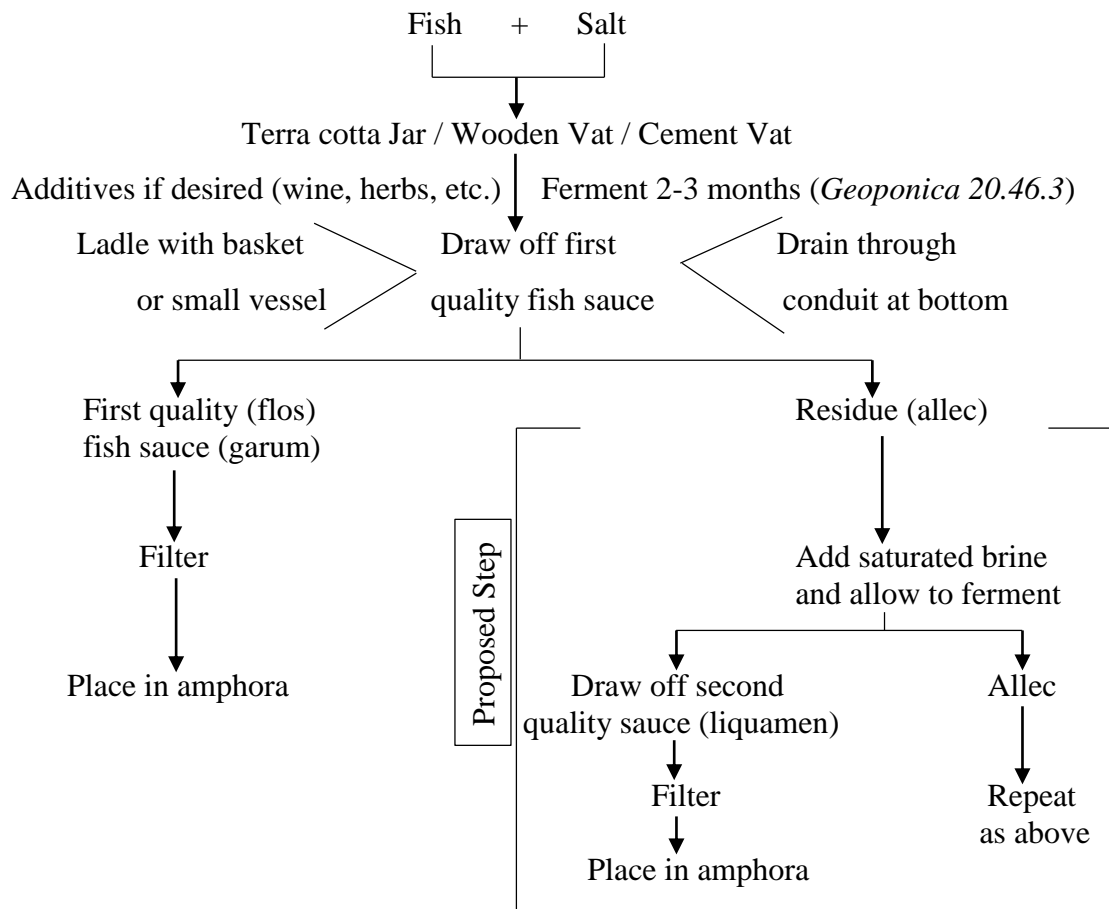 Fish + Salt
Terra cotta Jar / Wooden Vat / Cement Vat
Additives if desired (wine, herbs, etc.)
Ferment 2-3 months (Geoponica 20.46.3)
Ladle with basket
or small vessel
Draw off first
quality fish sauce
Drain through
conduit at bottom
First quality (flos)
fish sauce (garum)
Filter
Place in amphora
Residue (allec)
Proposed Step
Add saturated brine
and allow to ferment
Draw off second
quality sauce (liquamen)
Filter
Place in amphora
Allec
Repeat
as above